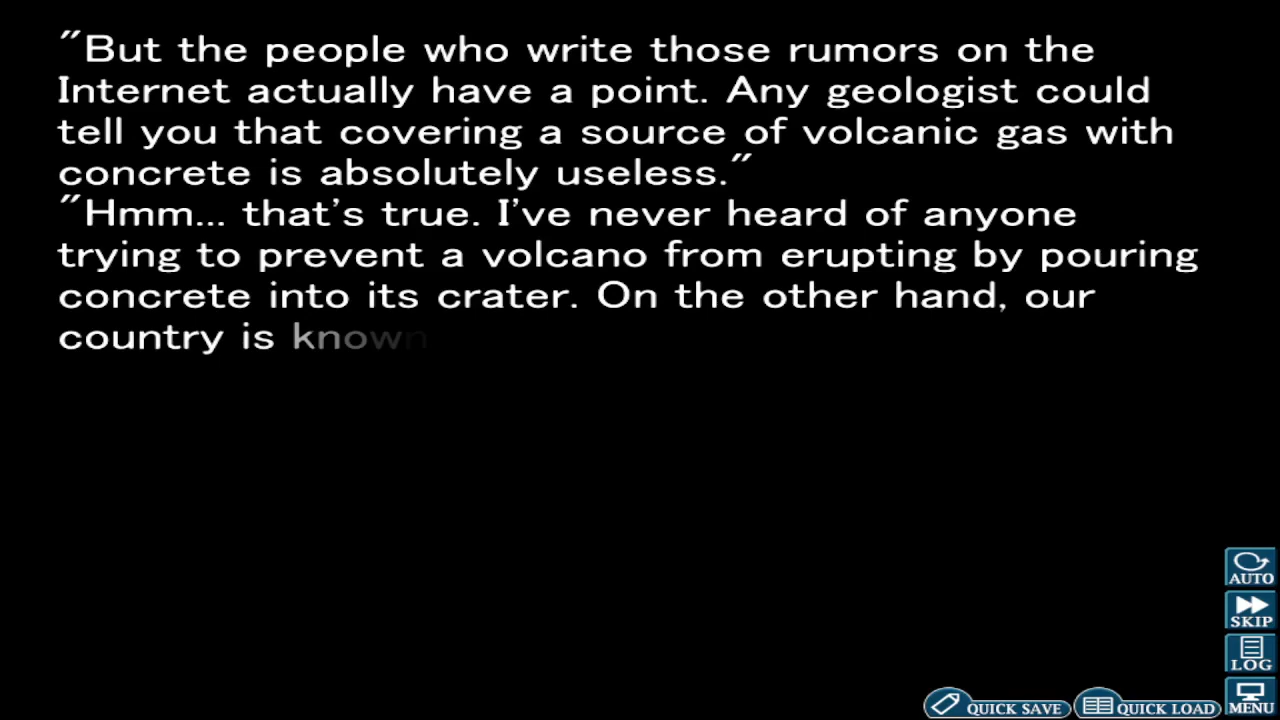 "But the people who write those rumors on the
Internet actually have a point. Any geologist could
tell you that covering a source of volcanic gas with
concrete is absolutely useless."
"Hmm... that's true. I've never heard of anyone
trying to prevent a volcano from erupting by pouring
concrete into its crater. On the other hand, our
country is known
AUTO
SKIP
LOG
QUICK SAVE
QUICK LOAD
MENU